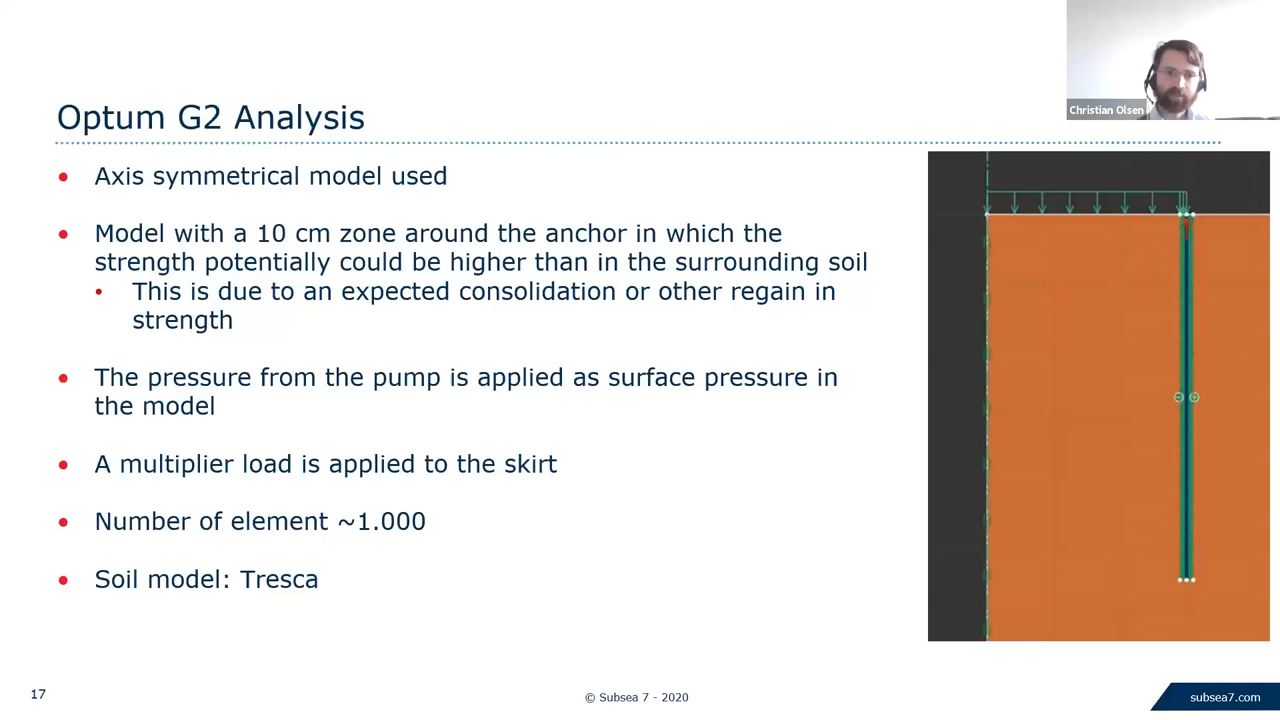 Christian Olsen
Optum G2 Analysis
Axis symmetrical model used
Model with a 10 cm zone around the anchor in which the
strength potentially could be higher than in the surrounding soil
This is due to an expected consolidation or other regain in
strength
The pressure from the pump is applied as surface pressure in
the model
A multiplier load is applied to the skirt
Number of element ~1.000
Soil model: Tresca
17
© Subsea 7 - 2020
subsea7.com